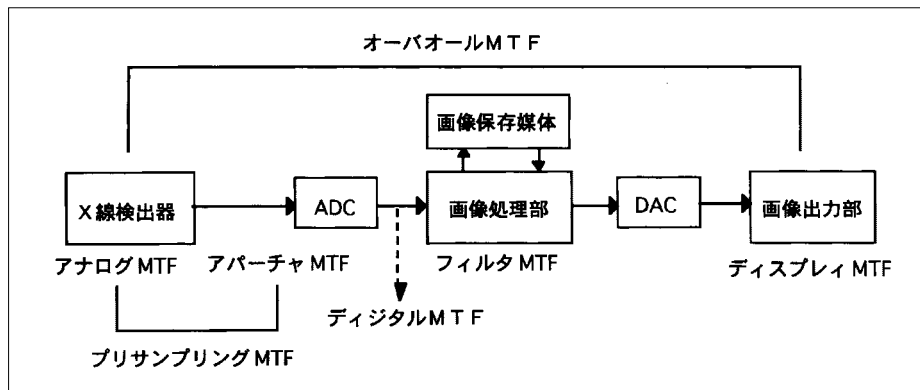 オーバオールMTF
画像保存媒体
X線検出器
ADC
画像処理部
DAC
画像出力部
アナログMTF
アパーチャMTF
フィルタMTF
ディスプレィMTF
ディジタルMTF
プリサンプリングMTF